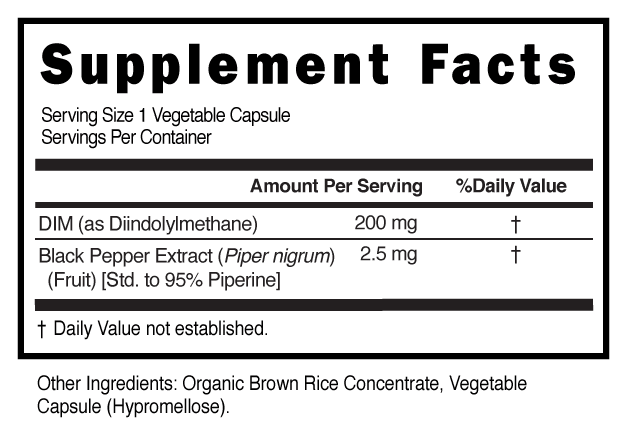 Supplement Facts
Serving Size 1 Vegetable Capsule
Servings Per Container
Amount Per Serving %Daily Value
DIM (as Diindolylmethane) 200 mg †
Black Pepper Extract (Piper nigrum) 2.5 mg †
(Fruit) [Std. to 95% Piperine]
† Daily Value not established.
Other Ingredients: Organic Brown Rice Concentrate, Vegetable
Capsule (Hypromellose).